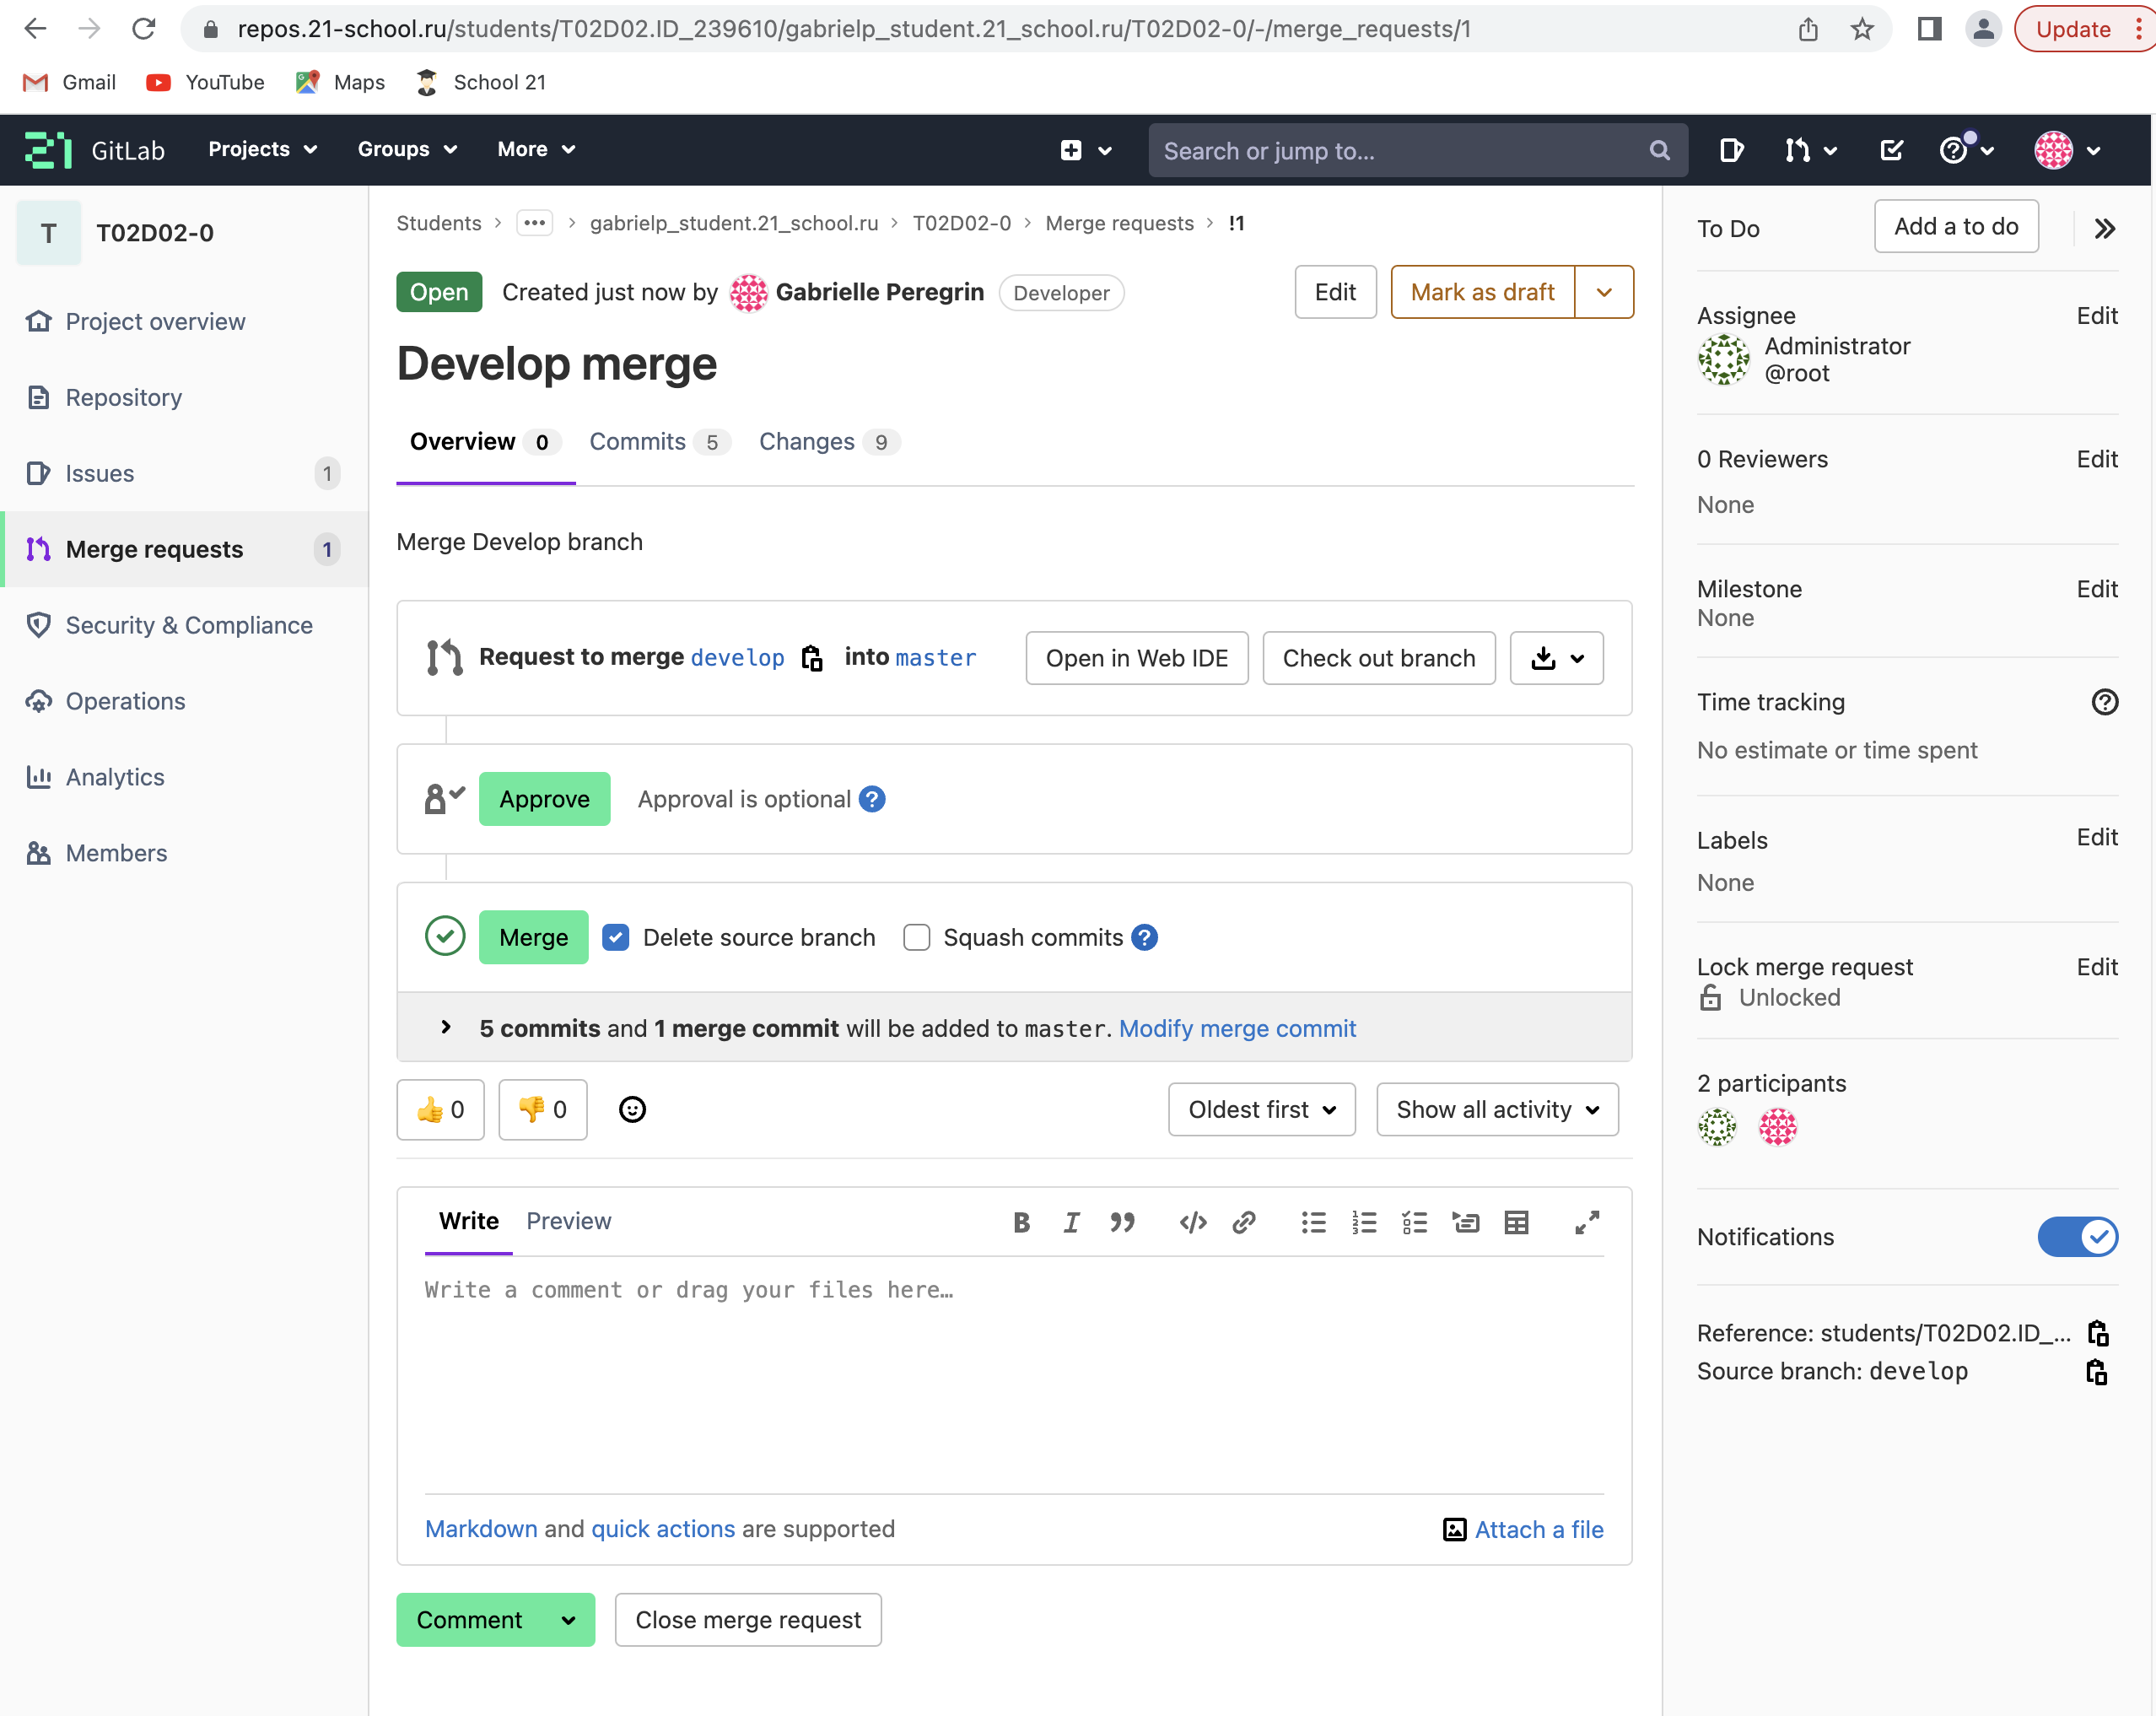 repos.21-school.ru/students/T02D02.ID_239610/gabrielp_student.21_school.ru/T02D02-0/-/merge_requests/1
Update
Gmail YouTube Maps School 21
GitLab Projects Groups More Search or jump to...
T T02D02-0
Project overview
Repository
Issues 1
Merge requests 1
Security & Compliance
Operations
Analytics
Members
Students > ••• > gabrielp_student.21_school.ru > T02D02-0 > Merge requests > !1
Open Created just now by Gabrielle Peregrin Developer Edit Mark as draft
Develop merge
Overview 0 Commits 5 Changes 9
Merge Develop branch
Request to merge develop into master Open in Web IDE Check out branch
Approve Approval is optional ?
Merge Delete source branch Squash commits ?
5 commits and 1 merge commit will be added to master. Modify merge commit
👍 0 👎 0 Oldest first Show all activity
Write Preview
Write a comment or drag your files here…
Markdown and quick actions are supported Attach a file
Comment Close merge request
To Do Add a to do
Assignee Edit
Administrator
@root
0 Reviewers Edit
None
Milestone Edit
None
Time tracking
No estimate or time spent
Labels Edit
None
Lock merge request Edit
Unlocked
2 participants
Notifications
Reference: students/T02D02.ID_...
Source branch: develop